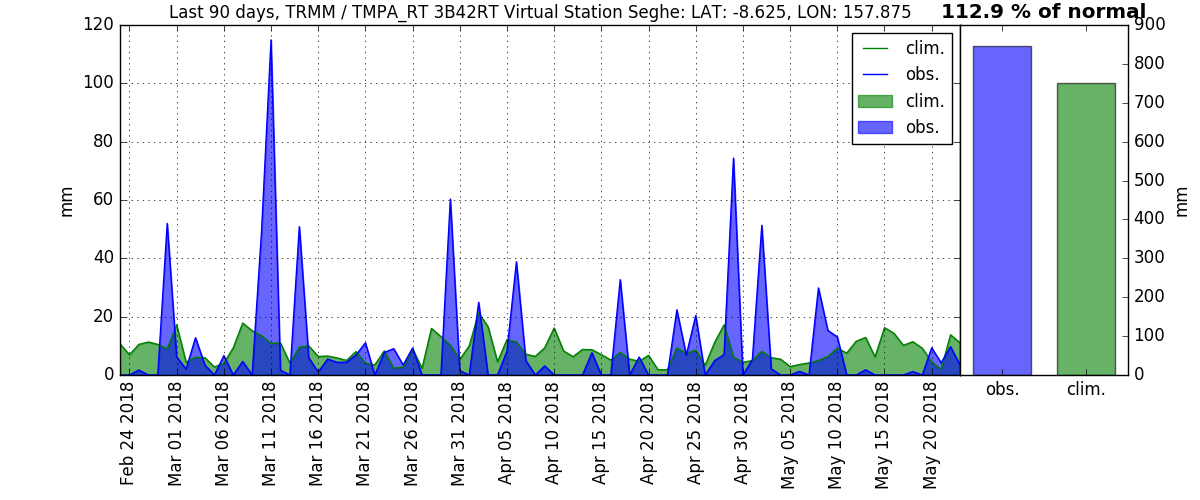 Last 90 days, TRMM / TMPA_RT 3B42RT Virtual Station Seghe: LAT: -8.625, LON: 157.875
112.9 % of normal
120
100
80
60
40
20
0
mm
clim.
obs.
clim.
obs.
900
800
700
600
500
400
300
200
100
0
mm
Feb 24 2018
Mar 01 2018
Mar 06 2018
Mar 11 2018
Mar 16 2018
Mar 21 2018
Mar 26 2018
Mar 31 2018
Apr 05 2018
Apr 10 2018
Apr 15 2018
Apr 20 2018
Apr 25 2018
Apr 30 2018
May 05 2018
May 10 2018
May 15 2018
May 20 2018
obs.
clim.